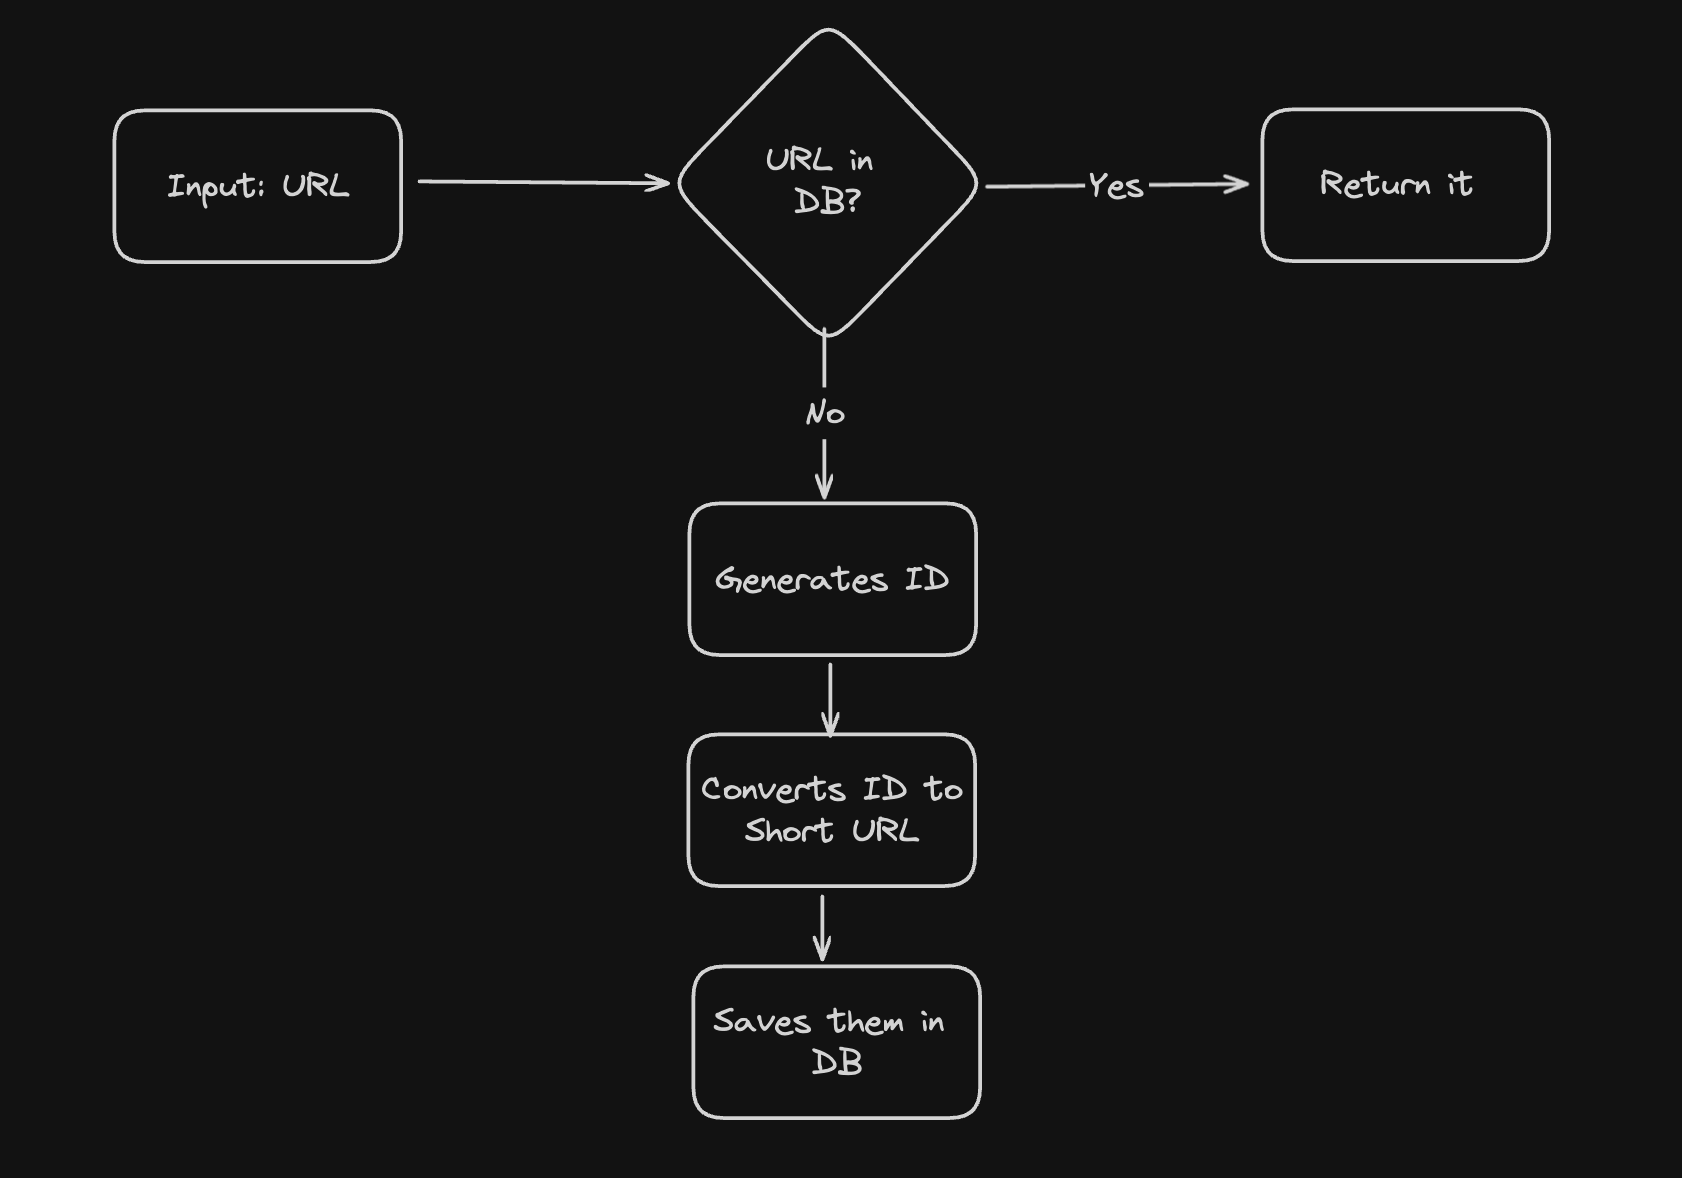 Input: URL
URL in
DB?
Yes
Return it
No
Generates ID
Converts ID to
Short URL
Saves them in
DB